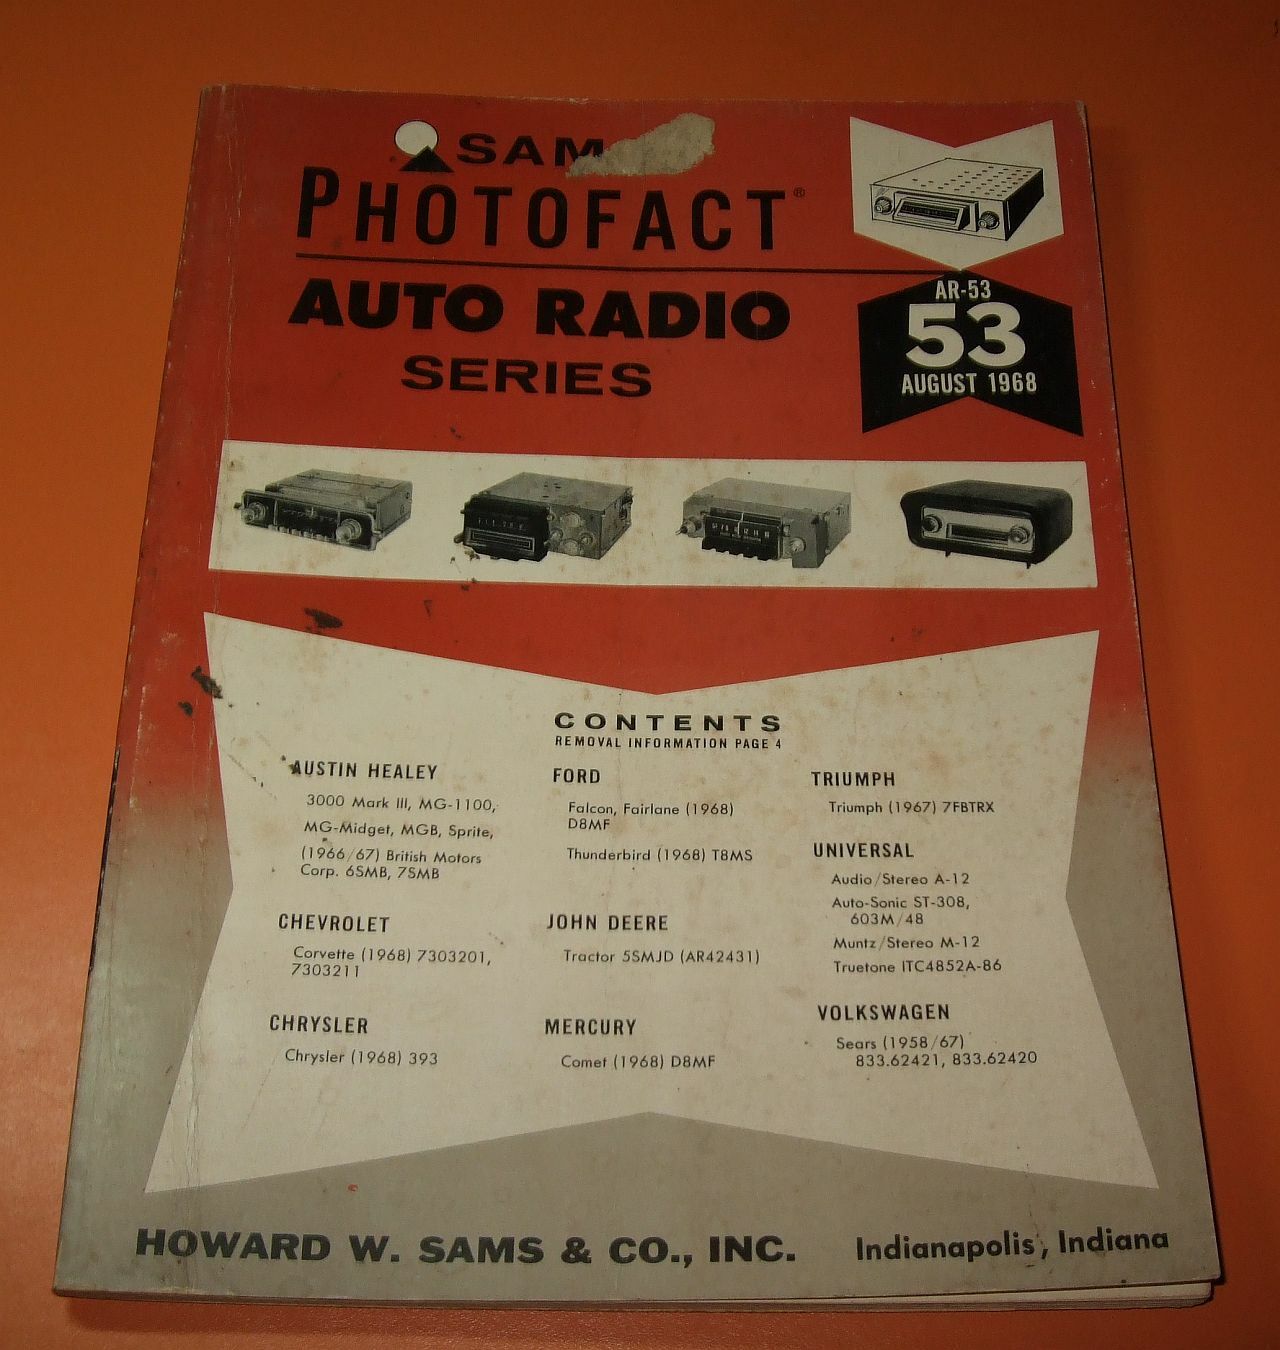 SAM
PHOTOFACT®
AUTO RADIO
SERIES
AR-53
53
AUGUST 1968
CONTENTS
REMOVAL INFORMATION PAGE 4
AUSTIN HEALEY
3000 Mark III, MG-1100,
MG-Midget, MGB, Sprite,
(1966/67) British Motors
Corp. 6SMB, 7SMB
CHEVROLET
Corvette (1968) 7303201,
7303211
CHRYSLER
Chrysler (1968) 393
FORD
Falcon, Fairlane (1968)
D8MF
Thunderbird (1968) T8MS
JOHN DEERE
Tractor 5SMJD (AR42431)
MERCURY
Comet (1968) D8MF
TRIUMPH
Triumph (1967) 7FBTRX
UNIVERSAL
Audio/Stereo A-12
Auto-Sonic ST-308,
603M/48
Muntz/Stereo M-12
Truetone ITC4852A-86
VOLKSWAGEN
Sears (1958/67)
833.62421, 833.62420
HOWARD W. SAMS & CO., INC.
Indianapolis, Indiana